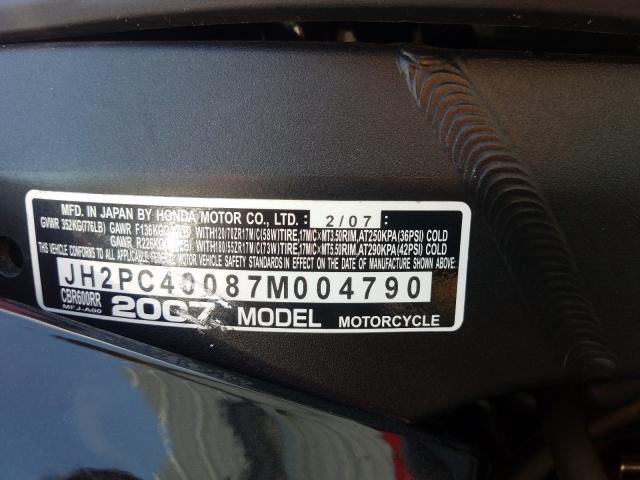 MFD. IN JAPAN BY HONDA MOTOR CO., LTD. : 2/07
GVWR 352KG(776LB) GAWR F136KG WITH120/70ZR17M/C(58W)TIRE,17M/C×MT3.50RIM,AT250KPA(36PSI) COLD
GAWR R226KG WITH180/55ZR17M/C(73W)TIRE,17M/C×MT5.50RIM,AT290KPA(42PSI) COLD
THIS VEHICLE CONFORMS TO ALL APPLICABLE FEDERAL MOTOR VEHICLE SAFETY STANDARDS IN EFFECT ON THE DATE OF MANUFACTURE SHOWN ABOVE
JH2PC40087M004790
CBR600RR
MFJ-A00
2007 MODEL MOTORCYCLE